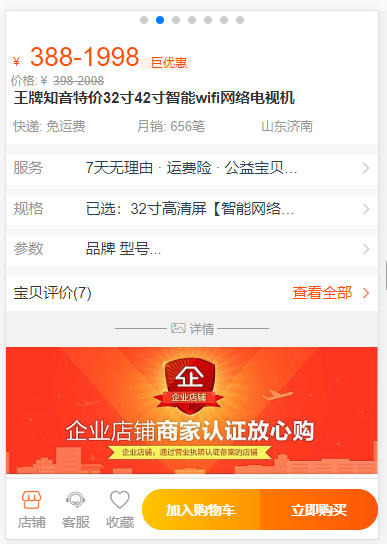 ¥ 388-1998 巨优惠
价格: ¥ 398-2008
王牌知音特价32寸42寸智能wifi网络电视机
快递: 免运费 月销: 656笔 山东济南
服务 7天无理由 · 运费险 · 公益宝贝...
规格 已选：32寸高清屏【智能网络...
参数 品牌 型号...
宝贝评价(7) 查看全部
详情
企
企业店铺
企业店铺商家认证放心购
企业店铺：通过营业执照认证备案的店铺
店铺 客服 收藏 加入购物车 立即购买